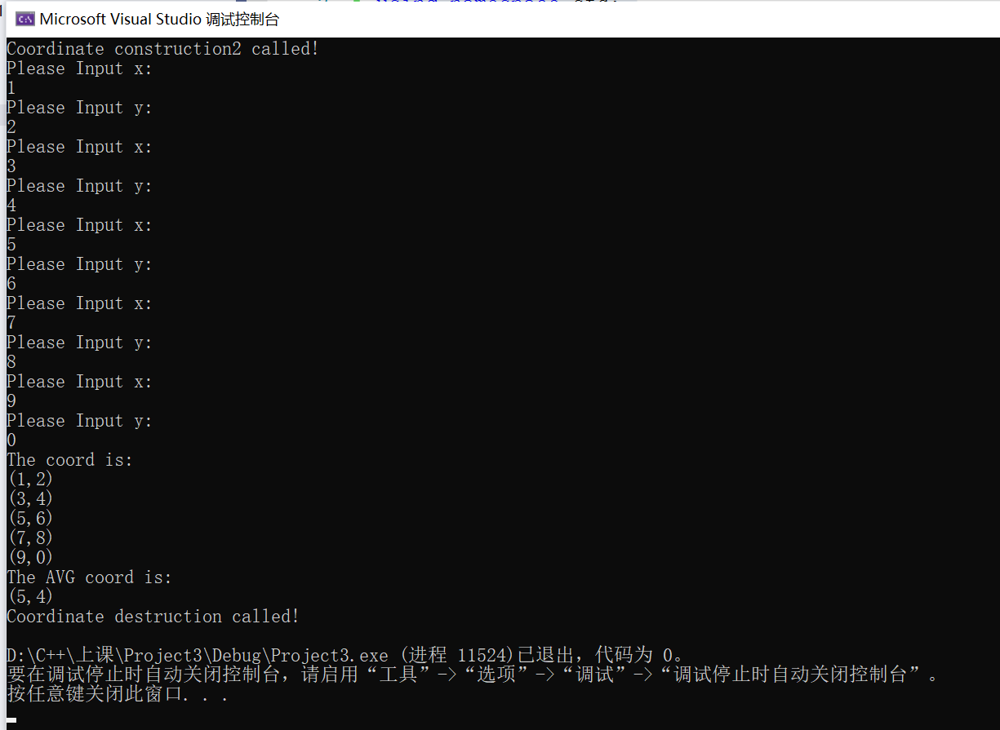 Microsoft Visual Studio 调试控制台
Coordinate construction2 called!
Please Input x:
1
Please Input y:
2
Please Input x:
3
Please Input y:
4
Please Input x:
5
Please Input y:
6
Please Input x:
7
Please Input y:
8
Please Input x:
9
Please Input y:
0
The coord is:
(1,2)
(3,4)
(5,6)
(7,8)
(9,0)
The AVG coord is:
(5,4)
Coordinate destruction called!
D:\C++\上课\Project3\Debug\Project3.exe (进程 11524)已退出，代码为 0。
要在调试停止时自动关闭控制台，请启用“工具”->“选项”->“调试”->“调试停止时自动关闭控制台”。
按任意键关闭此窗口. . .